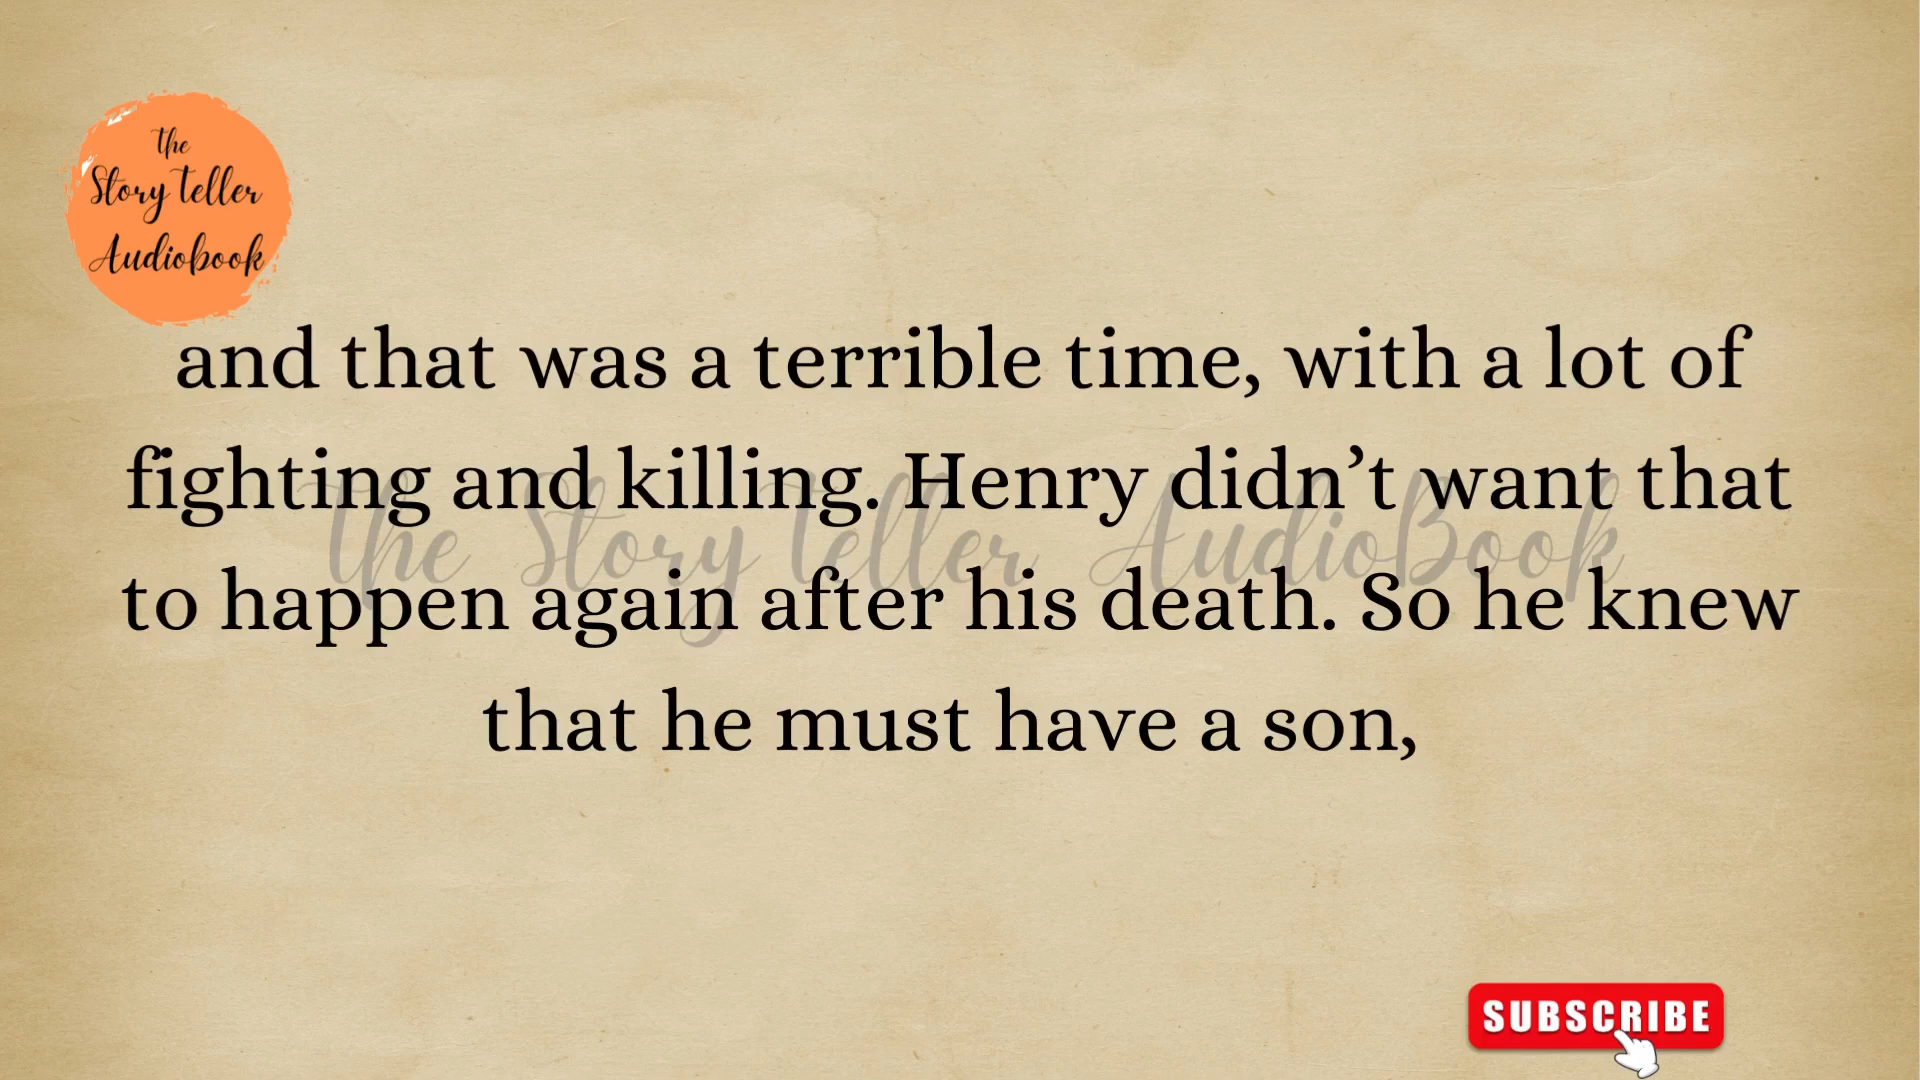 the
Story Teller
Audiobook
and that was a terrible time, with a lot of
fighting and killing. Henry didn’t want that
The Story Teller AudioBook
to happen again after his death. So he knew
that he must have a son,
SUBSCRIBE